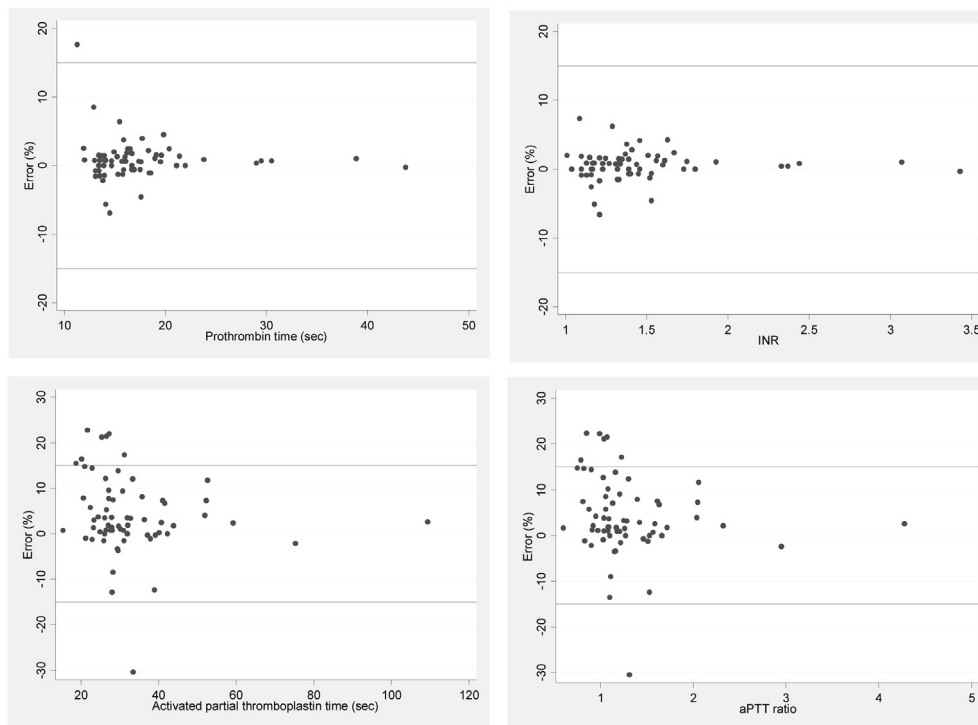 20
10
0
-10
-20
Error (%)
10 20 30 40 50
Prothrombin time (sec)
20
10
0
-10
-20
Error (%)
1 1.5 2 2.5 3 3.5
INR
30
20
10
0
-10
-20
-30
Error (%)
20 40 60 80 100 120
Activated partial thromboplastin time (sec)
30
20
10
0
-10
-20
-30
Error (%)
1 2 3 4 5
aPTT ratio